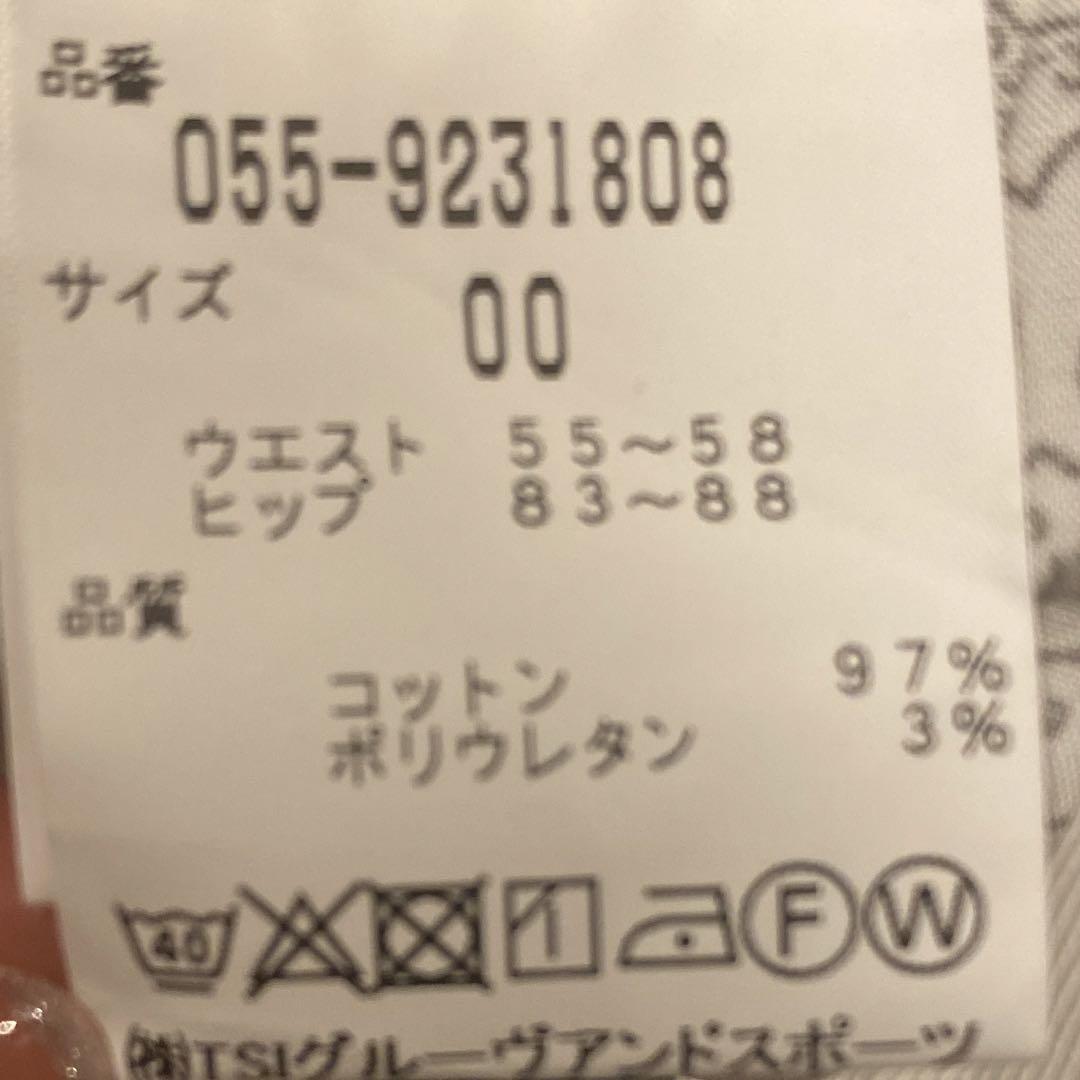 品番
055-9231808
サイズ
00
ウエスト 55~58
ヒップ 83~88
品質
コットン 97%
ポリウレタン 3%
40 F W
㈱TSIグルーヴアンドスポーツ